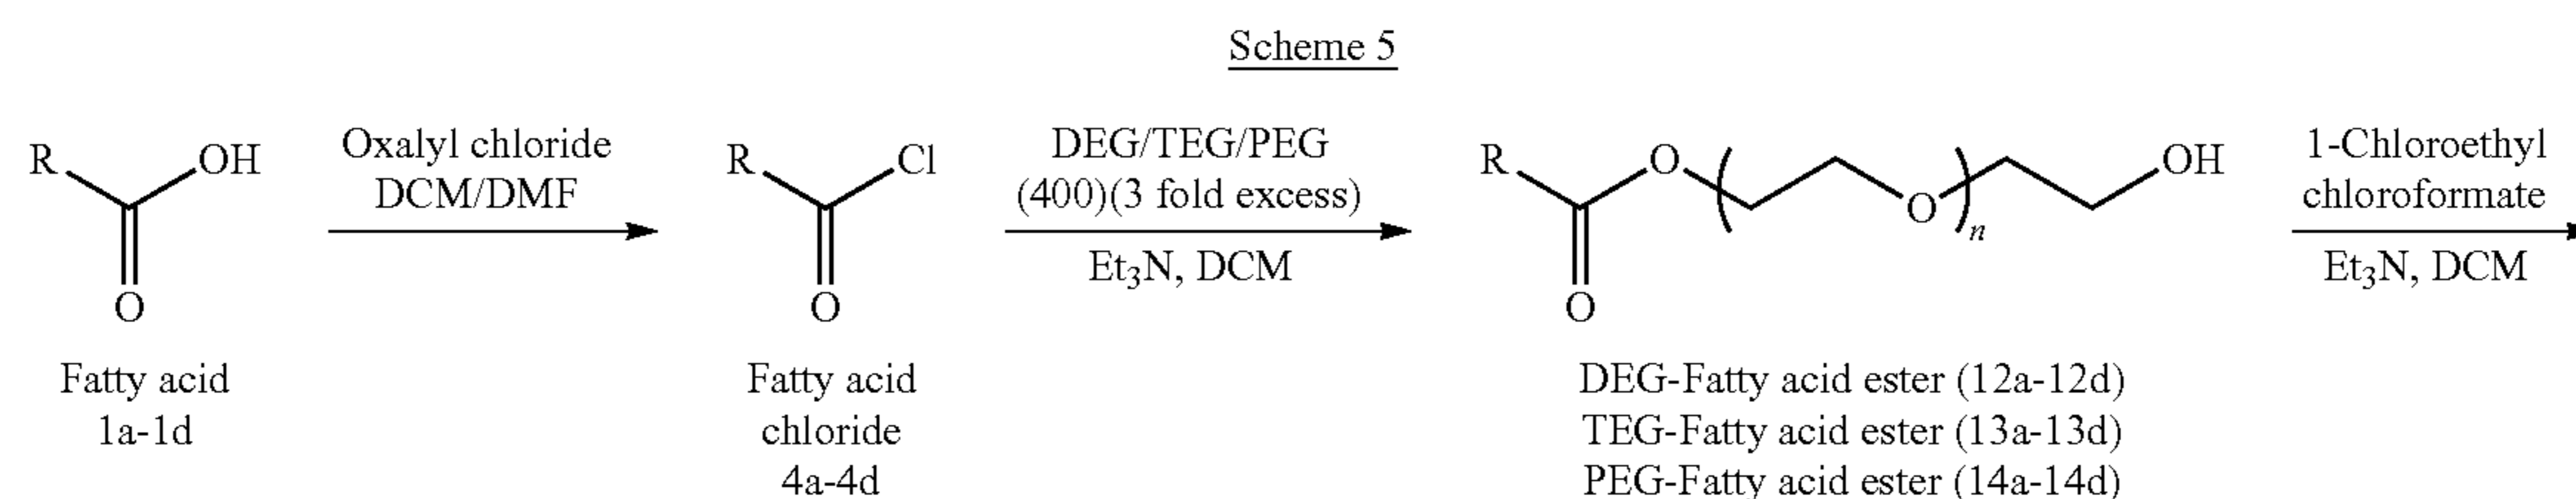 Scheme 5
R OH O
Oxalyl chloride
DCM/DMF
R Cl O
DEG/TEG/PEG
(400)(3 fold excess)
Et3N, DCM
R O ( O )n OH O
1-Chloroethyl
chloroformate
Et3N, DCM
Fatty acid
1a-1d
Fatty acid
chloride
4a-4d
DEG-Fatty acid ester (12a-12d)
TEG-Fatty acid ester (13a-13d)
PEG-Fatty acid ester (14a-14d)